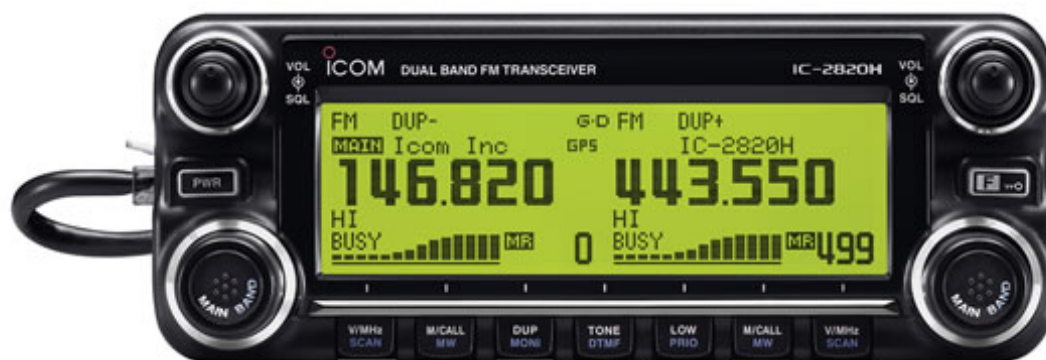 VOL
SQL
ICOM DUAL BAND FM TRANSCEIVER IC-2820H
VOL
SQL
FM DUP- G·D FM DUP+
MAIN Icom Inc GPS IC-2820H
146.820 443.550
HI HI
BUSY MR 0 BUSY MR 499
PWR
F
MAIN BAND
MAIN BAND
V/MHz M/CALL DUP TONE LOW M/CALL V/MHz
SCAN MW MONI DTMF PRIO MW SCAN